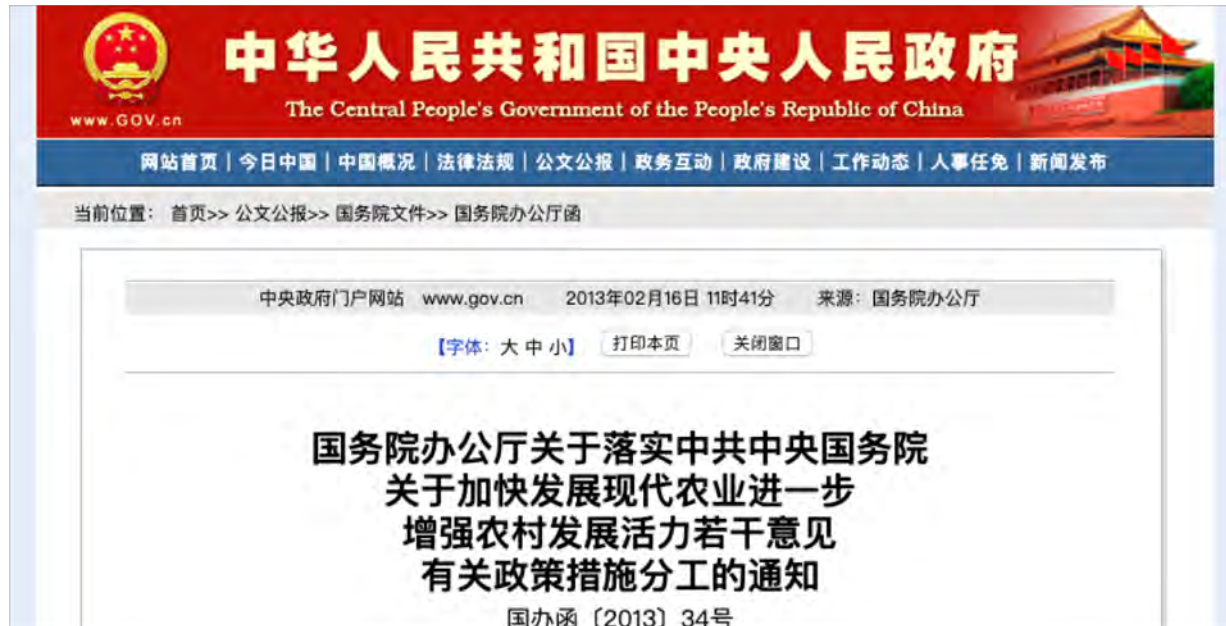 中华人民共和国中央人民政府
The Central People's Government of the People's Republic of China
www.GOV.cn
网站首页 | 今日中国 | 中国概况 | 法律法规 | 公文公报 | 政务互动 | 政府建设 | 工作动态 | 人事任免 | 新闻发布
当前位置： 首页>> 公文公报>> 国务院文件>> 国务院办公厅函
中央政府门户网站 www.gov.cn 2013年02月16日 11时41分 来源：国务院办公厅
【字体：大 中 小】 打印本页 关闭窗口
国务院办公厅关于落实中共中央国务院
关于加快发展现代农业进一步
增强农村发展活力若干意见
有关政策措施分工的通知
国办函〔2013〕34号